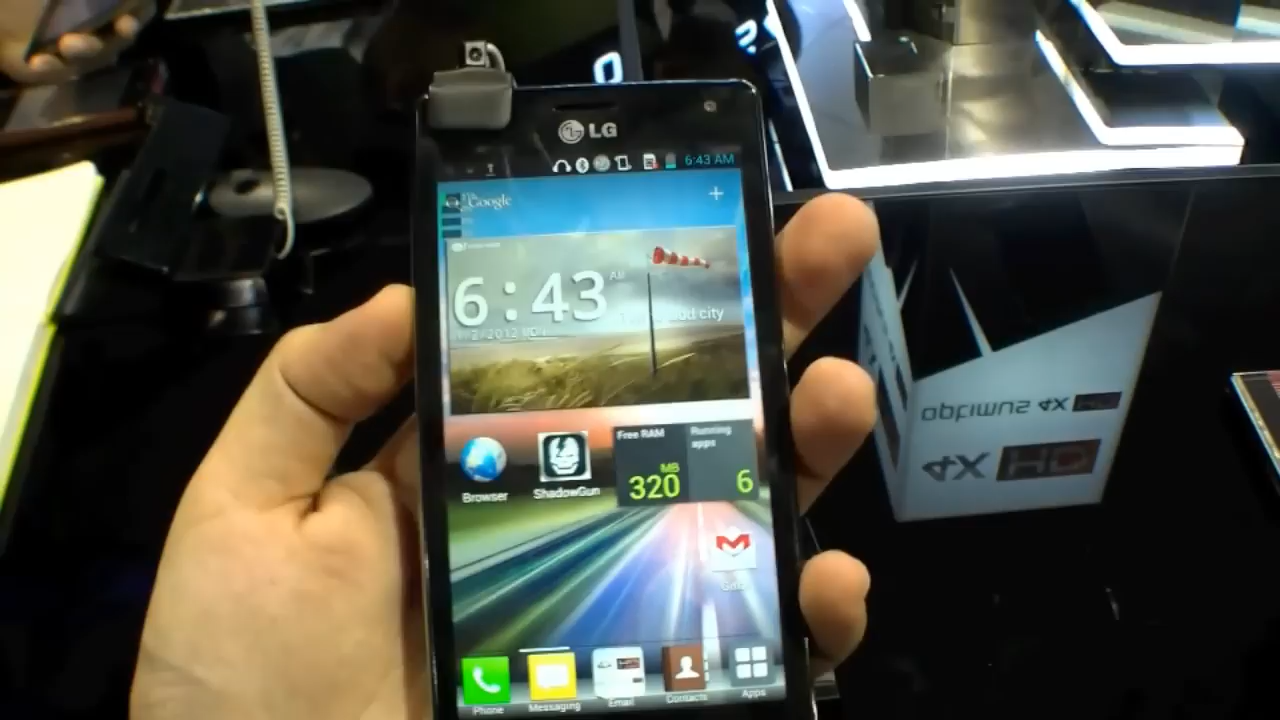 LG
6:43 AM
Google
6:43 AM
city
Browser
ShadowGun
Free RAM
MB
320
Running
apps
6
Phone
Messaging
Email
Contacts
Apps
optimus 4X
4X HD